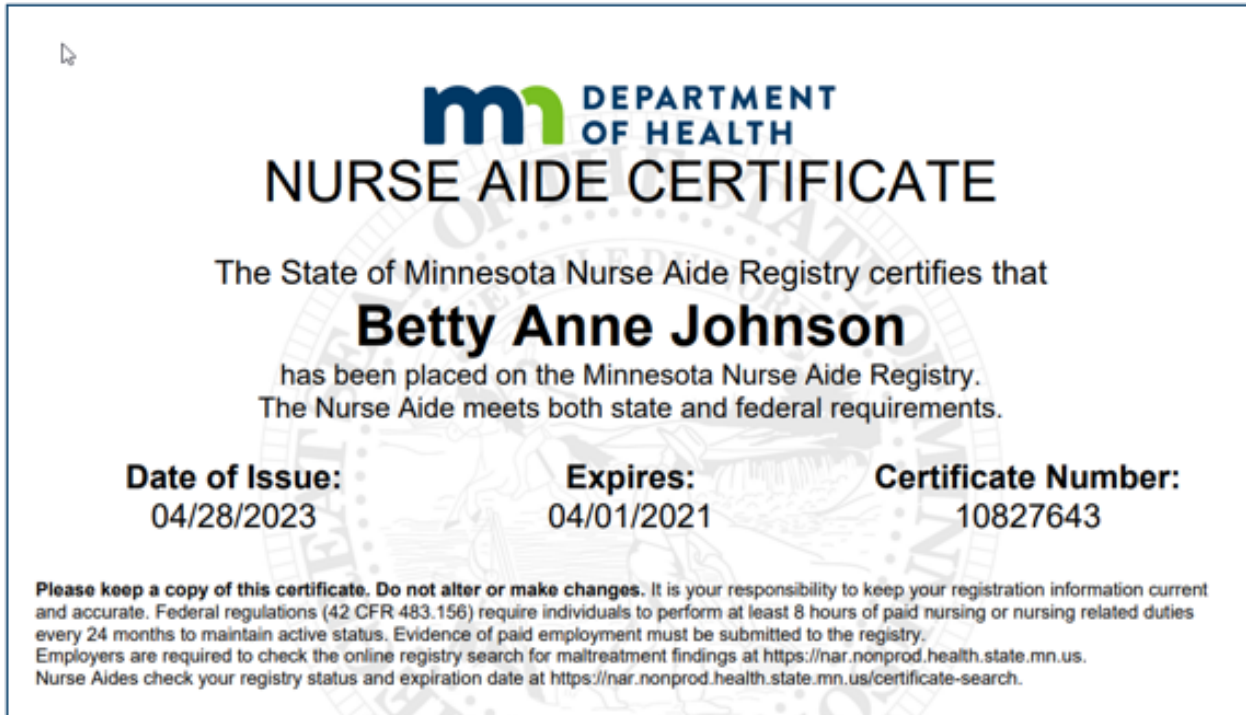 mn DEPARTMENT
OF HEALTH
NURSE AIDE CERTIFICATE
The State of Minnesota Nurse Aide Registry certifies that
Betty Anne Johnson
has been placed on the Minnesota Nurse Aide Registry.
The Nurse Aide meets both state and federal requirements.
Date of Issue:
04/28/2023
Expires:
04/01/2021
Certificate Number:
10827643
Please keep a copy of this certificate. Do not alter or make changes. It is your responsibility to keep your registration information current
and accurate. Federal regulations (42 CFR 483.156) require individuals to perform at least 8 hours of paid nursing or nursing related duties
every 24 months to maintain active status. Evidence of paid employment must be submitted to the registry.
Employers are required to check the online registry search for maltreatment findings at https://nar.nonprod.health.state.mn.us.
Nurse Aides check your registry status and expiration date at https://nar.nonprod.health.state.mn.us/certificate-search.